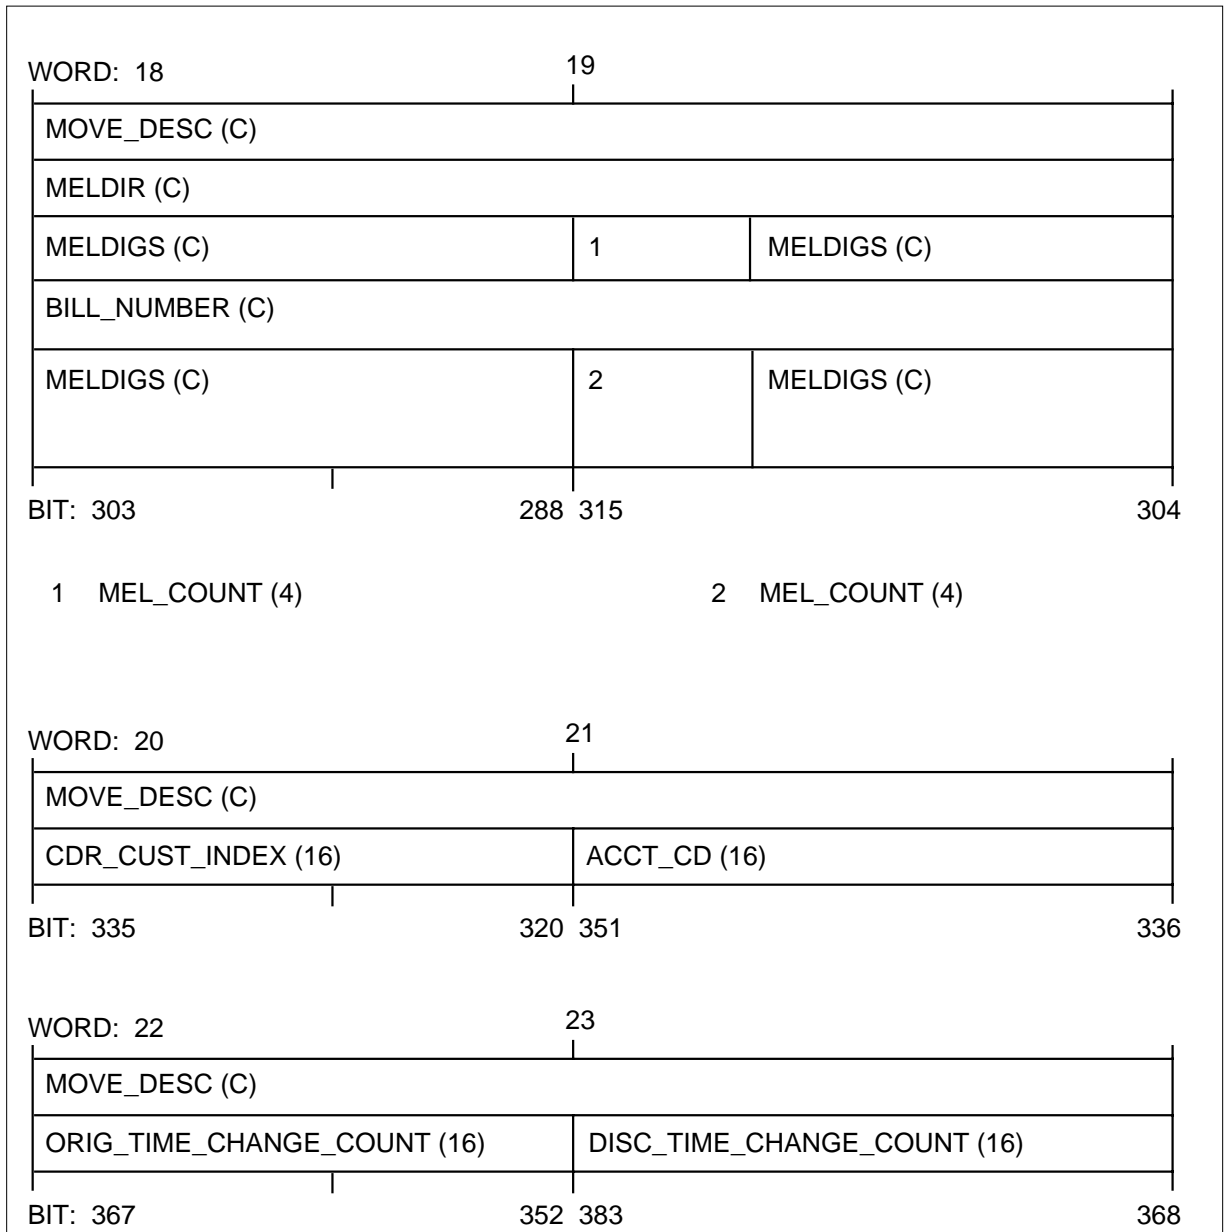 WORD: 18 19
MOVE_DESC (C)
MELDIR (C)
MELDIGS (C) 1 MELDIGS (C)
BILL_NUMBER (C)
MELDIGS (C) 2 MELDIGS (C)
BIT: 303 288 315 304
1 MEL_COUNT (4) 2 MEL_COUNT (4)
WORD: 20 21
MOVE_DESC (C)
CDR_CUST_INDEX (16) ACCT_CD (16)
BIT: 335 320 351 336
WORD: 22 23
MOVE_DESC (C)
ORIG_TIME_CHANGE_COUNT (16) DISC_TIME_CHANGE_COUNT (16)
BIT: 367 352 383 368